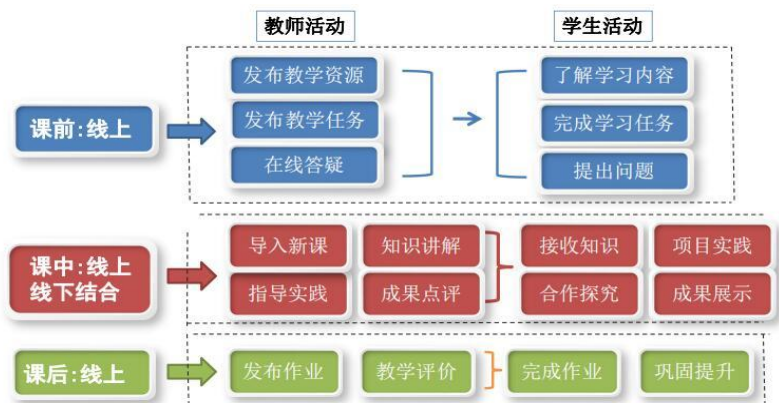 教师活动
学生活动
课前:线上
发布教学资源
发布教学任务
在线答疑
了解学习内容
完成学习任务
提出问题
课中:线上
线下结合
导入新课
知识讲解
接收知识
项目实践
指导实践
成果点评
合作探究
成果展示
课后:线上
发布作业
教学评价
完成作业
巩固提升